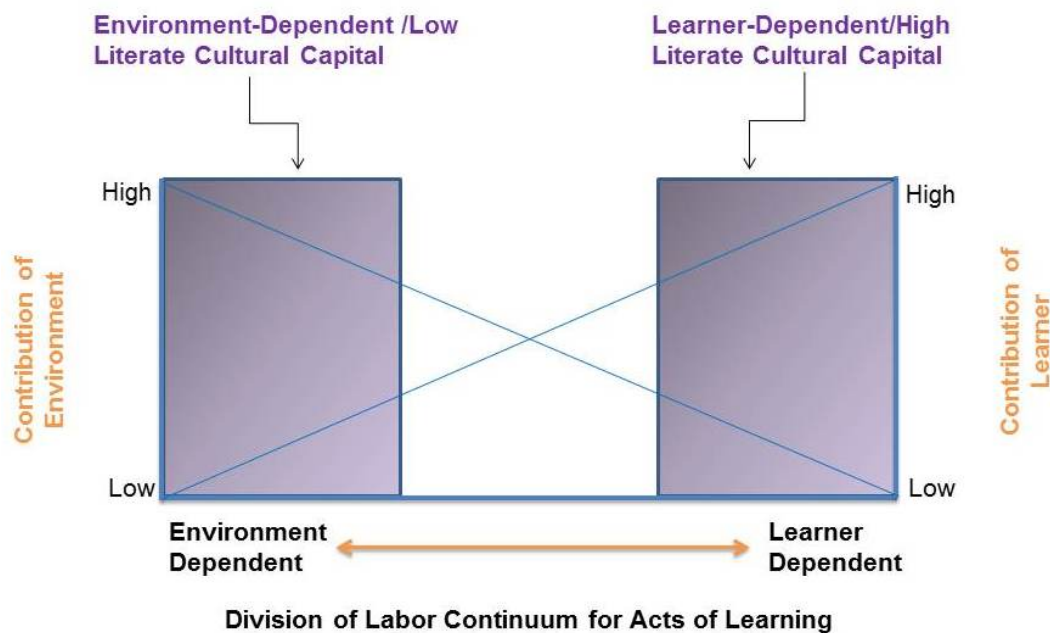 Environment-Dependent /Low
Literate Cultural Capital
Learner-Dependent/High
Literate Cultural Capital
High
High
Contribution of
Environment
Contribution of
Learner
Low
Low
Environment
Dependent
Learner
Dependent
Division of Labor Continuum for Acts of Learning